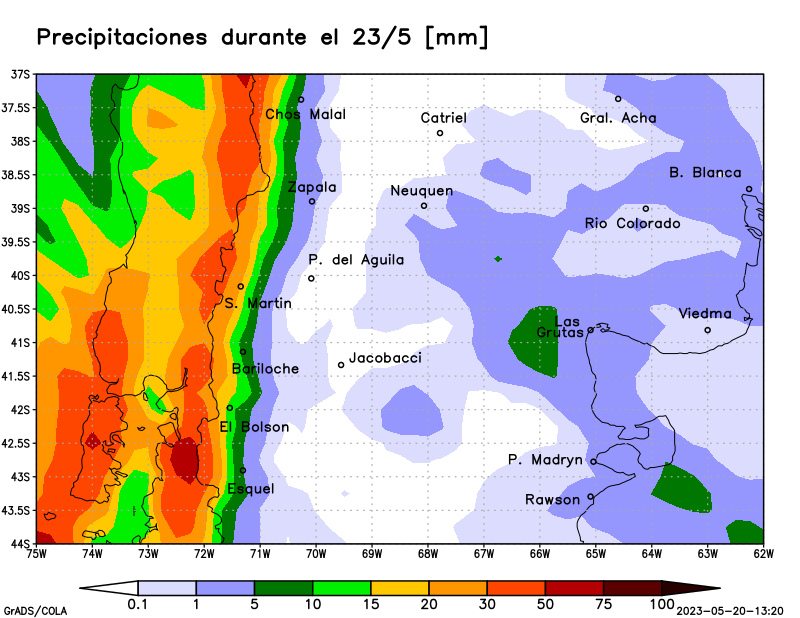 Precipitaciones durante el 23/5 [mm]
37S
37.5S
38S
38.5S
39S
39.5S
40S
40.5S
41S
41.5S
42S
42.5S
43S
43.5S
44S
Chos Malal
Catriel
Gral. Acha
B. Blanca
Zapala
Neuquen
Rio Colorado
P. del Aguila
S. Martin
Viedma
Las
Grutas
Jacobacci
Bariloche
El Bolson
P. Madryn
Esquel
Rawson
75W 74W 73W 72W 71W 70W 69W 68W 67W 66W 65W 64W 63W 62W
0.1 1 5 10 15 20 30 50 75 100
GrADS/COLA
2023-05-20-13:20